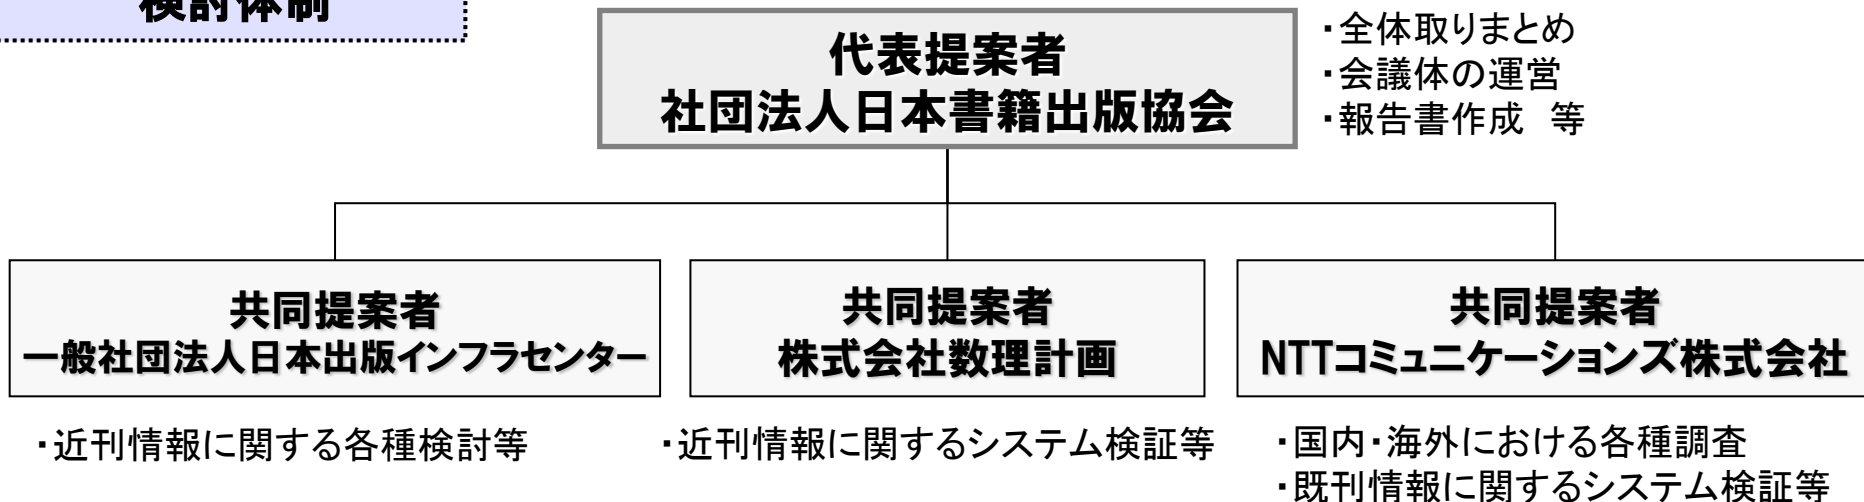 検討体制
代表提案者
社団法人日本書籍出版協会
・全体取りまとめ
・会議体の運営
・報告書作成　等
共同提案者
一般社団法人日本出版インフラセンター
・近刊情報に関する各種検討等
共同提案者
株式会社数理計画
・近刊情報に関するシステム検証等
共同提案者
NTTコミュニケーションズ株式会社
・国内・海外における各種調査
・既刊情報に関するシステム検証等